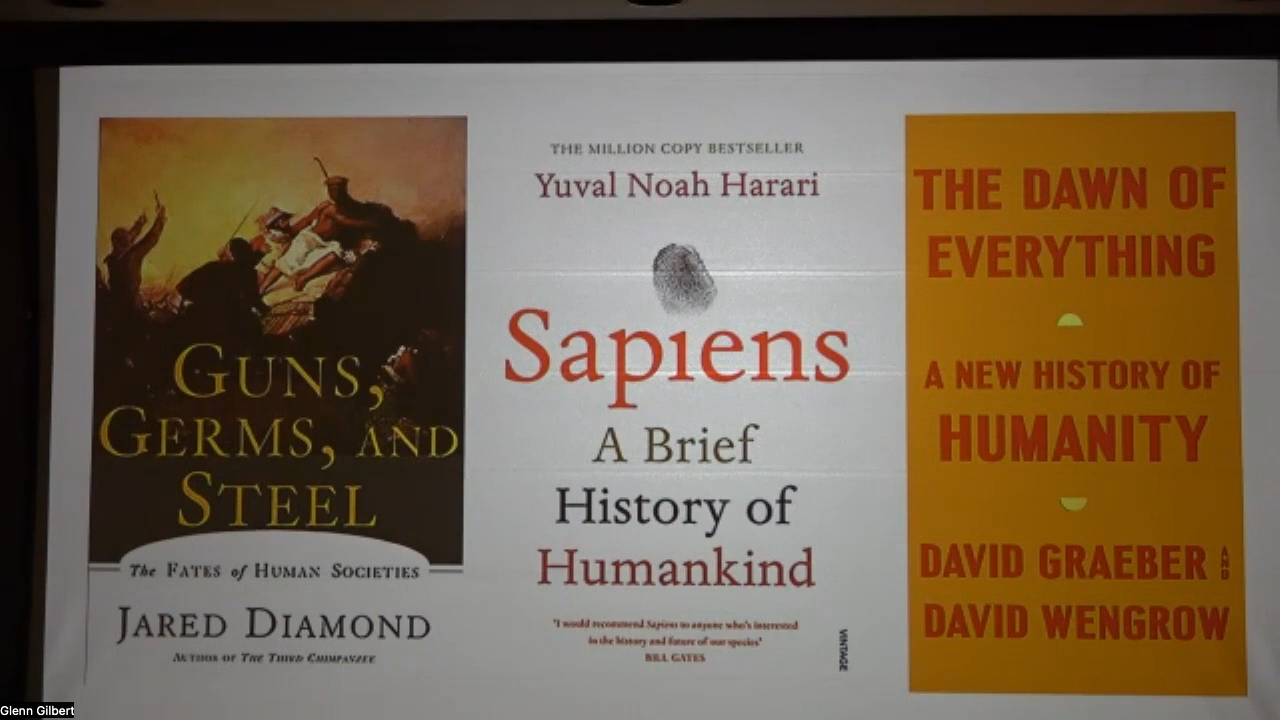 GUNS,
GERMS, AND
STEEL
The FATES of HUMAN SOCIETIES
JARED DIAMOND
AUTHOR OF THE THIRD CHIMPANZEE
THE MILLION COPY BESTSELLER
Yuval Noah Harari
Sapiens
A Brief
History of
Humankind
'I would recommend Sapiens to anyone who's interested
in the history and future of our species'
BILL GATES
VINTAGE
THE DAWN OF
EVERYTHING
A NEW HISTORY OF
HUMANITY
DAVID GRAEBER AND
DAVID WENGROW
Glenn Gilbert